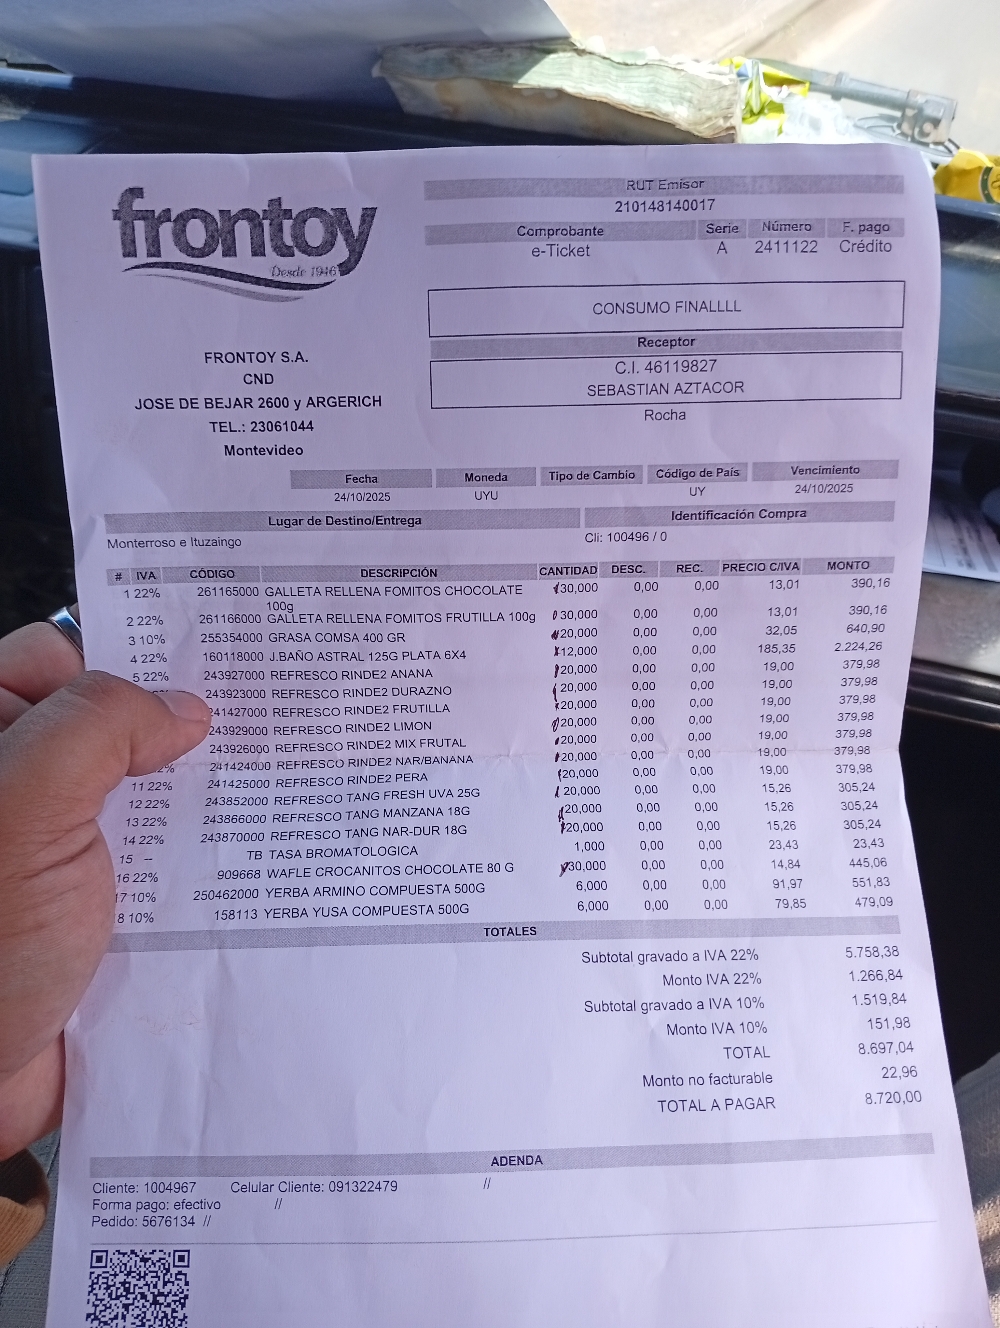 frontoy
Desde 1946
RUT Emisor
210148140017
Comprobante Serie Número F. pago
e-Ticket A 2411122 Crédito
CONSUMO FINALLLL
Receptor
C.I. 46119827
SEBASTIAN AZTACOR
Rocha
FRONTOY S.A.
CND
JOSE DE BEJAR 2600 y ARGERICH
TEL.: 23061044
Montevideo
Fecha Moneda Tipo de Cambio Código de País Vencimiento
24/10/2025 UYU UY 24/10/2025
Lugar de Destino/Entrega Identificación Compra
Monterroso e Ituzaingo Cli: 100496 / 0
# IVA CÓDIGO DESCRIPCIÓN CANTIDAD DESC. REC. PRECIO C/IVA MONTO
1 22% 261165000 GALLETA RELLENA FOMITOS CHOCOLATE 30,000 0,00 0,00 13,01 390,16
100g
2 22% 261166000 GALLETA RELLENA FOMITOS FRUTILLA 100g 30,000 0,00 0,00 13,01 390,16
3 10% 255354000 GRASA COMSA 400 GR 20,000 0,00 0,00 32,05 640,90
4 22% 160118000 J.BAÑO ASTRAL 125G PLATA 6X4 12,000 0,00 0,00 185,35 2.224,26
5 22% 243927000 REFRESCO RINDE2 ANANA 20,000 0,00 0,00 19,00 379,98
243923000 REFRESCO RINDE2 DURAZNO 20,000 0,00 0,00 19,00 379,98
241427000 REFRESCO RINDE2 FRUTILLA 20,000 0,00 0,00 19,00 379,98
243929000 REFRESCO RINDE2 LIMON 20,000 0,00 0,00 19,00 379,98
243926000 REFRESCO RINDE2 MIX FRUTAL 20,000 0,00 0,00 19,00 379,98
241424000 REFRESCO RINDE2 NAR/BANANA 20,000 0,00 0,00 19,00 379,98
11 22% 241425000 REFRESCO RINDE2 PERA 20,000 0,00 0,00 19,00 379,98
12 22% 243852000 REFRESCO TANG FRESH UVA 25G 20,000 0,00 0,00 15,26 305,24
13 22% 243866000 REFRESCO TANG MANZANA 18G 20,000 0,00 0,00 15,26 305,24
14 22% 243870000 REFRESCO TANG NAR-DUR 18G 20,000 0,00 0,00 15,26 305,24
15 -- TB TASA BROMATOLOGICA 1,000 0,00 0,00 23,43 23,43
16 22% 909668 WAFLE CROCANITOS CHOCOLATE 80 G 30,000 0,00 0,00 14,84 445,06
17 10% 250462000 YERBA ARMINO COMPUESTA 500G 6,000 0,00 0,00 91,97 551,83
8 10% 158113 YERBA YUSA COMPUESTA 500G 6,000 0,00 0,00 79,85 479,09
TOTALES
Subtotal gravado a IVA 22% 5.758,38
Monto IVA 22% 1.266,84
Subtotal gravado a IVA 10% 1.519,84
Monto IVA 10% 151,98
TOTAL 8.697,04
Monto no facturable 22,96
TOTAL A PAGAR 8.720,00
ADENDA
Cliente: 1004967 Celular Cliente: 091322479 //
Forma pago: efectivo //
Pedido: 5676134 //